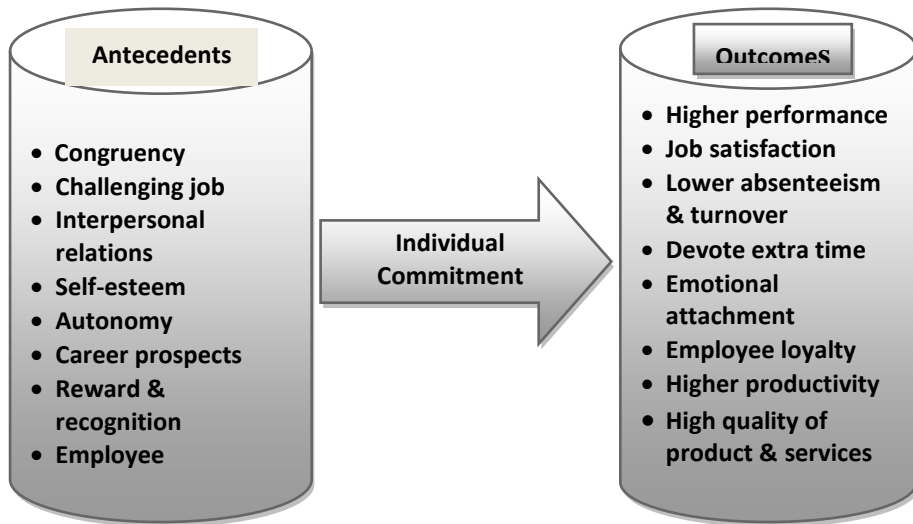 Antecedents
• Congruency
• Challenging job
• Interpersonal
relations
• Self-esteem
• Autonomy
• Career prospects
• Reward &
recognition
• Employee
Individual
Commitment
Outcomes
• Higher performance
• Job satisfaction
• Lower absenteeism
& turnover
• Devote extra time
• Emotional
attachment
• Employee loyalty
• Higher productivity
• High quality of
product & services